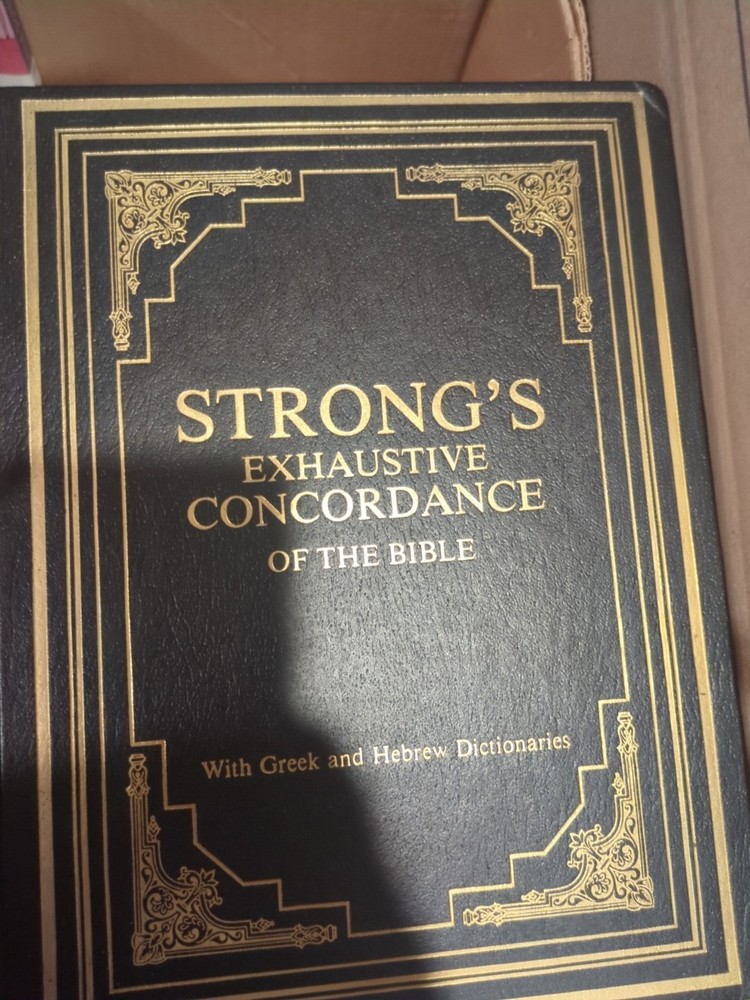 STRONG'S
EXHAUSTIVE
CONCORDANCE
OF THE BIBLE
With Greek and Hebrew Dictionaries